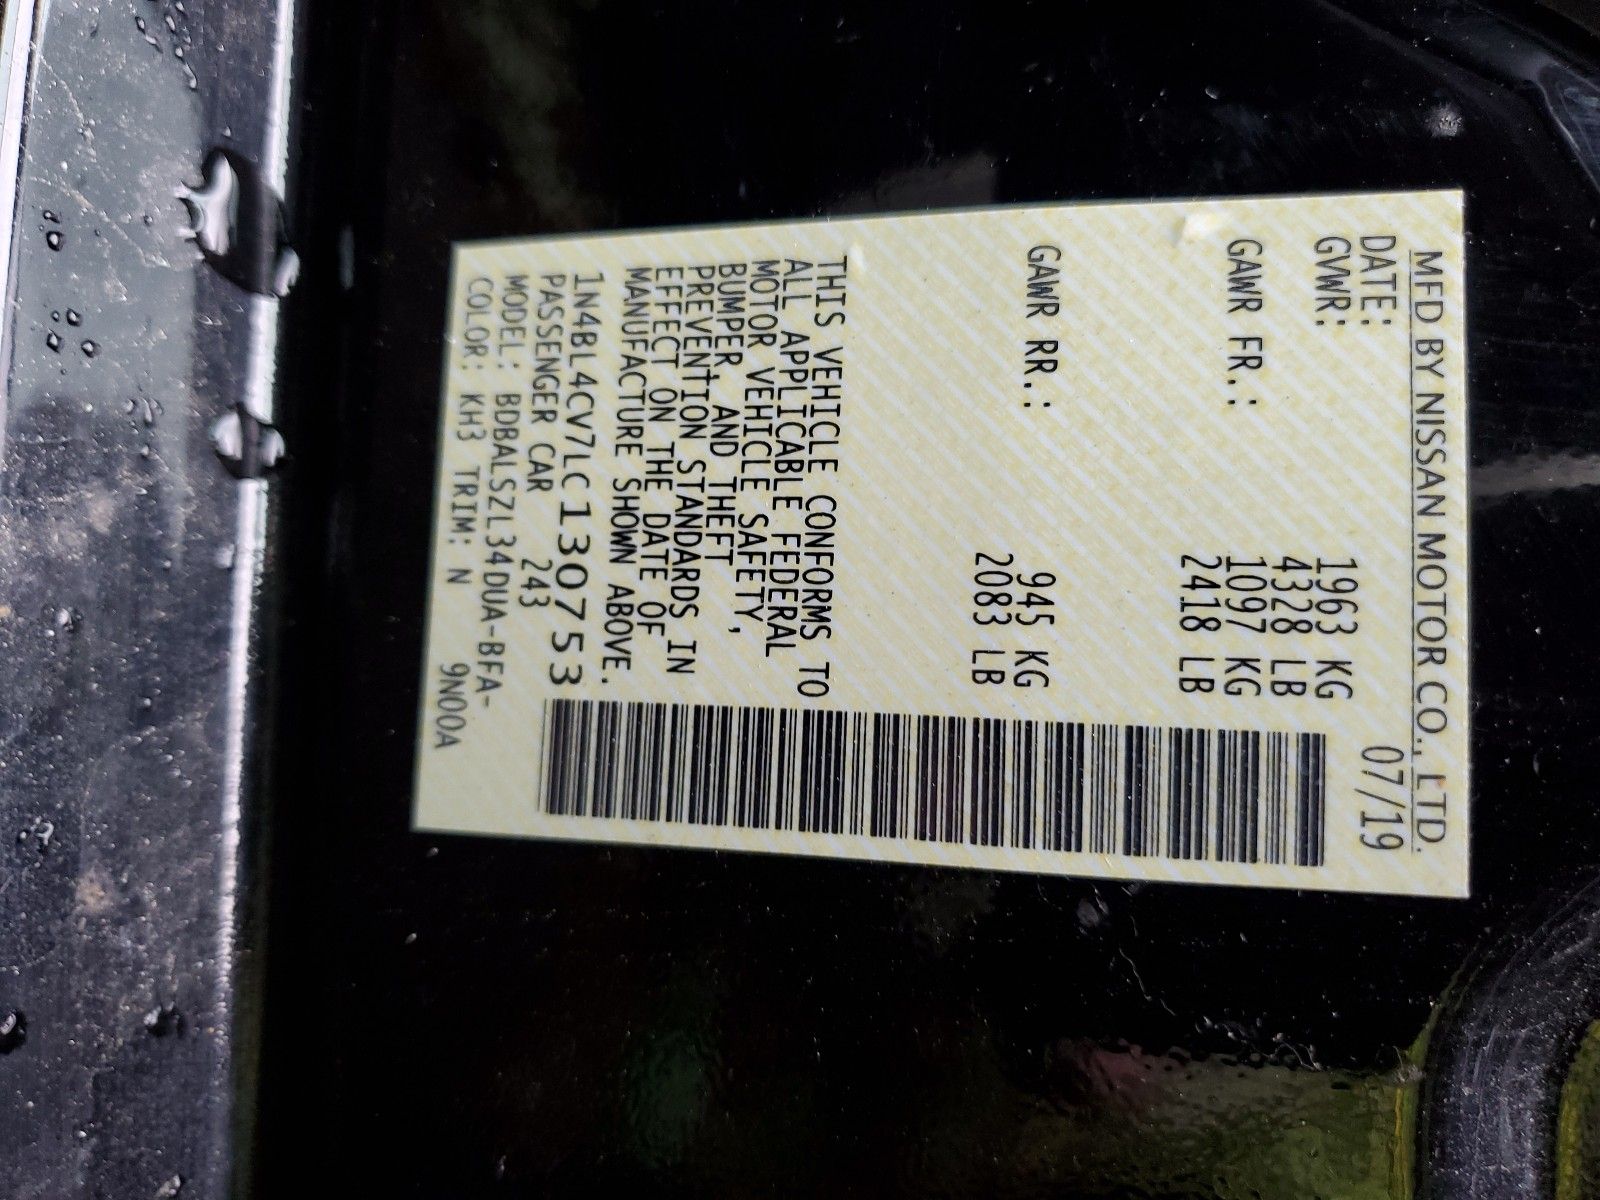 MFD BY NISSAN MOTOR CO., LTD.
DATE: 07/19
GVWR: 1963 KG
4328 LB
GAWR FR.: 1097 KG
2418 LB
GAWR RR.: 945 KG
2083 LB
THIS VEHICLE CONFORMS TO
ALL APPLICABLE FEDERAL
MOTOR VEHICLE SAFETY,
BUMPER, AND THEFT
PREVENTION STANDARDS IN
EFFECT ON THE DATE OF
MANUFACTURE SHOWN ABOVE.
1N4BL4CV7LC130753
PASSENGER CAR 243
MODEL: BDBALSZL34DUA-BFA-
COLOR: KH3 TRIM: N 9N00A